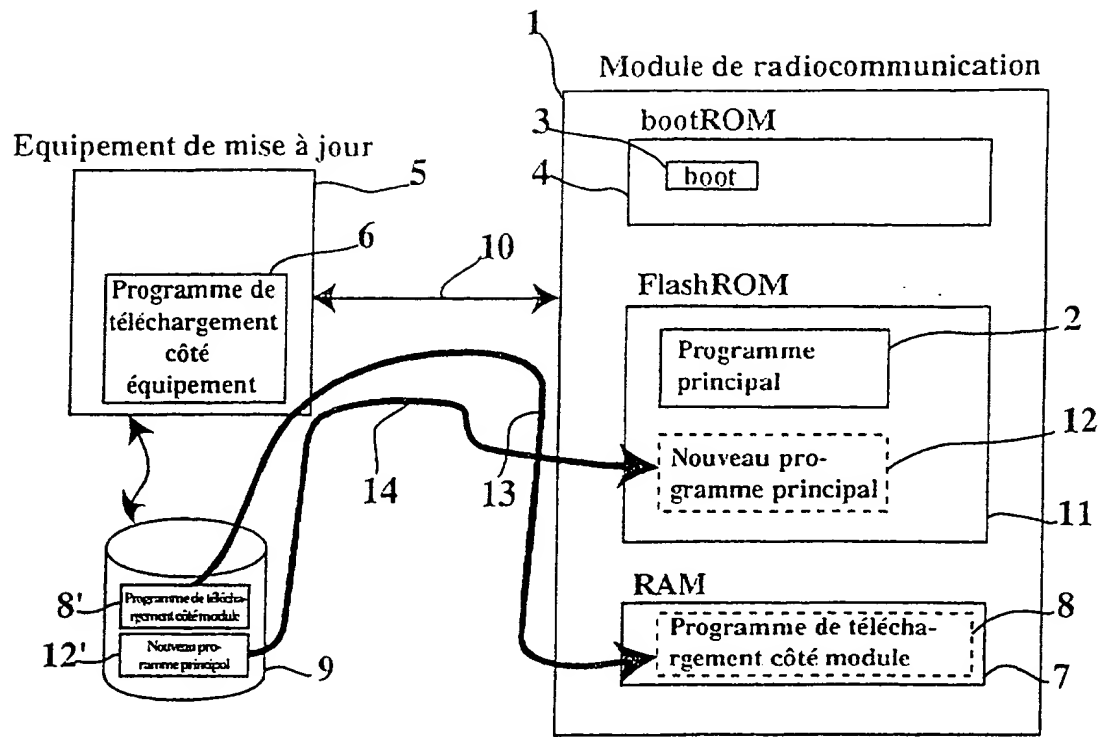 1
Module de radiocommunication
bootROM
3
boot
4
Equipement de mise à jour
5
6
Programme de
téléchargement
côté
équipement
10
FlashROM
2
Programme
principal
12
Nouveau pro-
gramme principal
11
14
13
RAM
8
Programme de télécha-
rgement côté module
7
8'
Programme de télécha-
rgement côté module
12'
Nouveau pro-
ramme principal
9